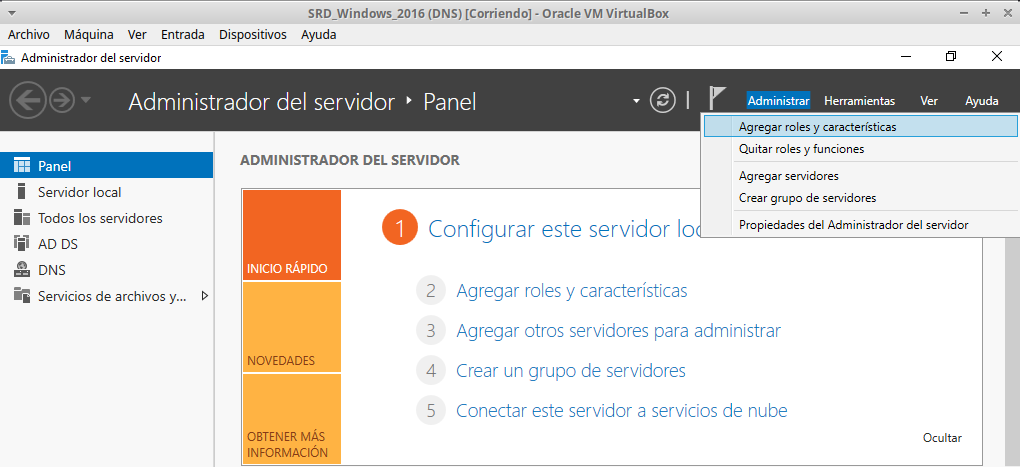 SRD_Windows_2016 (DNS) [Corriendo] - Oracle VM VirtualBox
Archivo Máquina Ver Entrada Dispositivos Ayuda
Administrador del servidor
Administrador del servidor ‣ Panel
Administrar Herramientas Ver Ayuda
Agregar roles y características
Quitar roles y funciones
Agregar servidores
Crear grupo de servidores
Propiedades del Administrador del servidor
Panel
Servidor local
Todos los servidores
AD DS
DNS
Servicios de archivos y...
ADMINISTRADOR DEL SERVIDOR
INICIO RÁPIDO
NOVEDADES
OBTENER MÁS
INFORMACIÓN
1 Configurar este servidor loc
2 Agregar roles y características
3 Agregar otros servidores para administrar
4 Crear un grupo de servidores
5 Conectar este servidor a servicios de nube
Ocultar